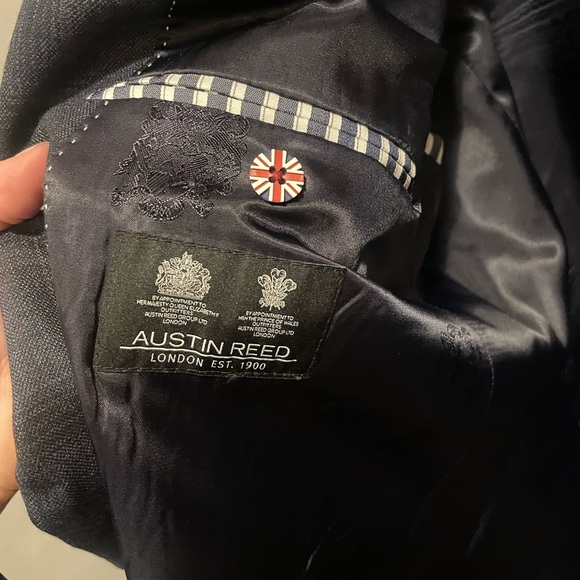 BY APPOINTMENT TO
HER MAJESTY QUEEN ELIZABETH II
OUTFITTERS
AUSTIN REED GROUP LTD
LONDON
BY APPOINTMENT TO
HRH THE PRINCE OF WALES
OUTFITTERS
AUSTIN REED GROUP LTD
LONDON
AUSTIN REED
LONDON EST. 1900